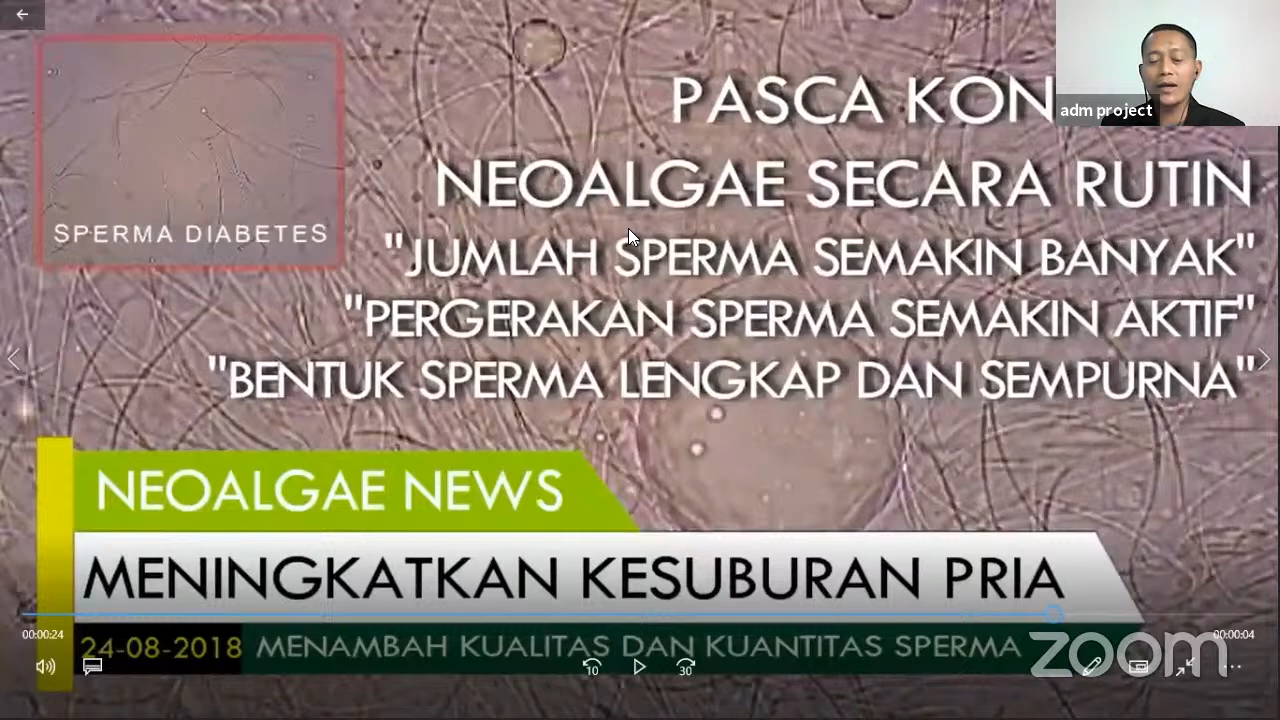 adm project
SPERMA DIABETES
PASCA KON
NEOALGAE SECARA RUTIN
"JUMLAH SPERMA SEMAKIN BANYAK"
"PERGERAKAN SPERMA SEMAKIN AKTIF"
"BENTUK SPERMA LENGKAP DAN SEMPURNA"
NEOALGAE NEWS
MENINGKATKAN KESUBURAN PRIA
00:00:24
00:00:04
24-08-2018 MENAMBAH KUALITAS DAN KUANTITAS SPERMA
zoom
10
30